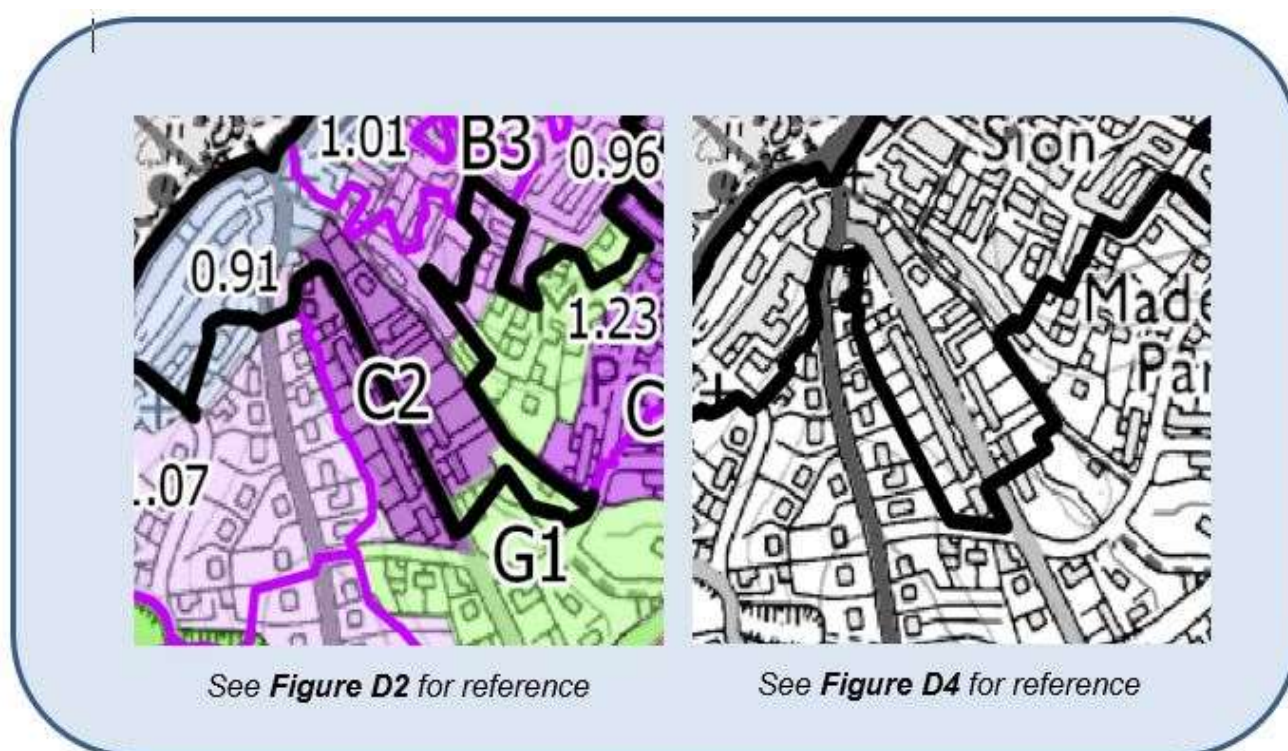 1.01
B3
0.96
0.91
1.23
C2
C
.07
G1
Sion
Made
Par
See Figure D2 for reference
See Figure D4 for reference